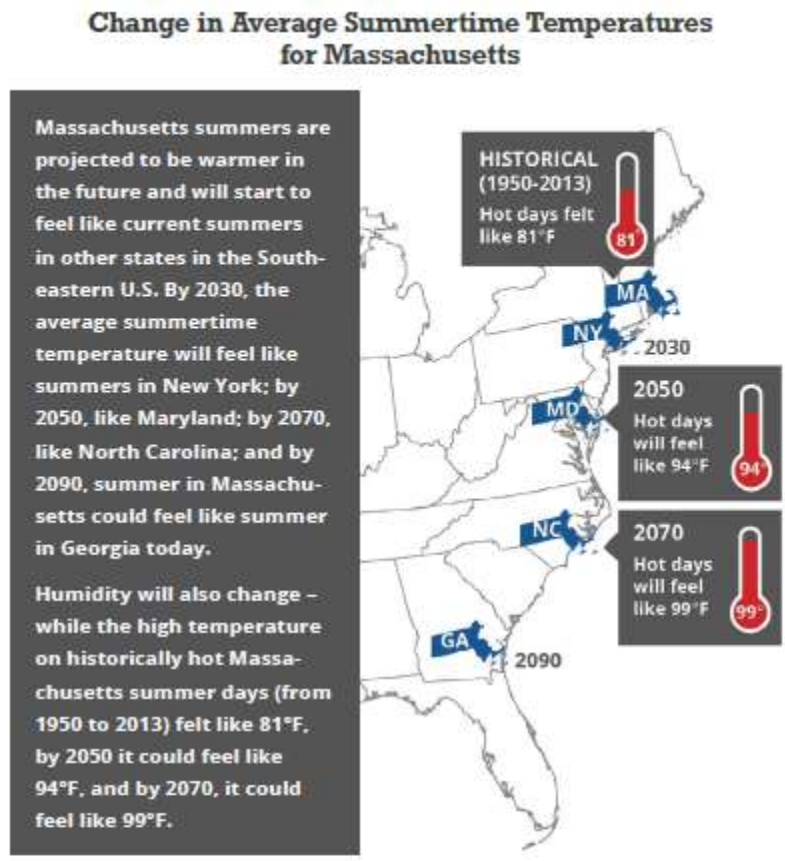 Change in Average Summertime Temperatures
for Massachusetts
Massachusetts summers are
projected to be warmer in
the future and will start to
feel like current summers
in other states in the South-
eastern U.S. By 2030, the
average summertime
temperature will feel like
summers in New York; by
2050, like Maryland; by 2070,
like North Carolina; and by
2090, summer in Massachu-
setts could feel like summer
in Georgia today.
Humidity will also change –
while the high temperature
on historically hot Massa-
chusetts summer days (from
1950 to 2013) felt like 81°F,
by 2050 it could feel like
94°F, and by 2070, it could
feel like 99°F.
HISTORICAL
(1950-2013)
Hot days felt
like 81°F
81°
MA
NY
2030
MD
2050
Hot days
will feel
like 94°F
94°
NC
2070
Hot days
will feel
like 99°F
99°
GA
2090